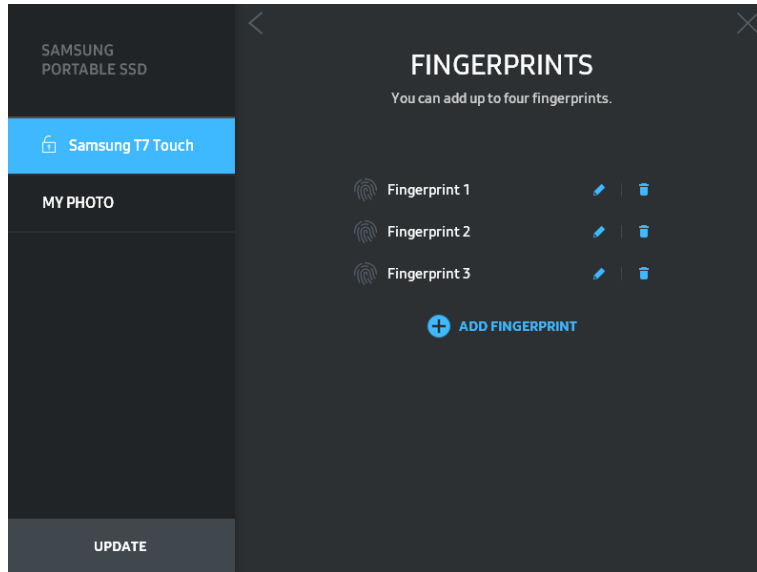 SAMSUNG
PORTABLE SSD
Samsung T7 Touch
MY PHOTO
UPDATE
FINGERPRINTS
You can add up to four fingerprints.
Fingerprint 1
Fingerprint 2
Fingerprint 3
ADD FINGERPRINT